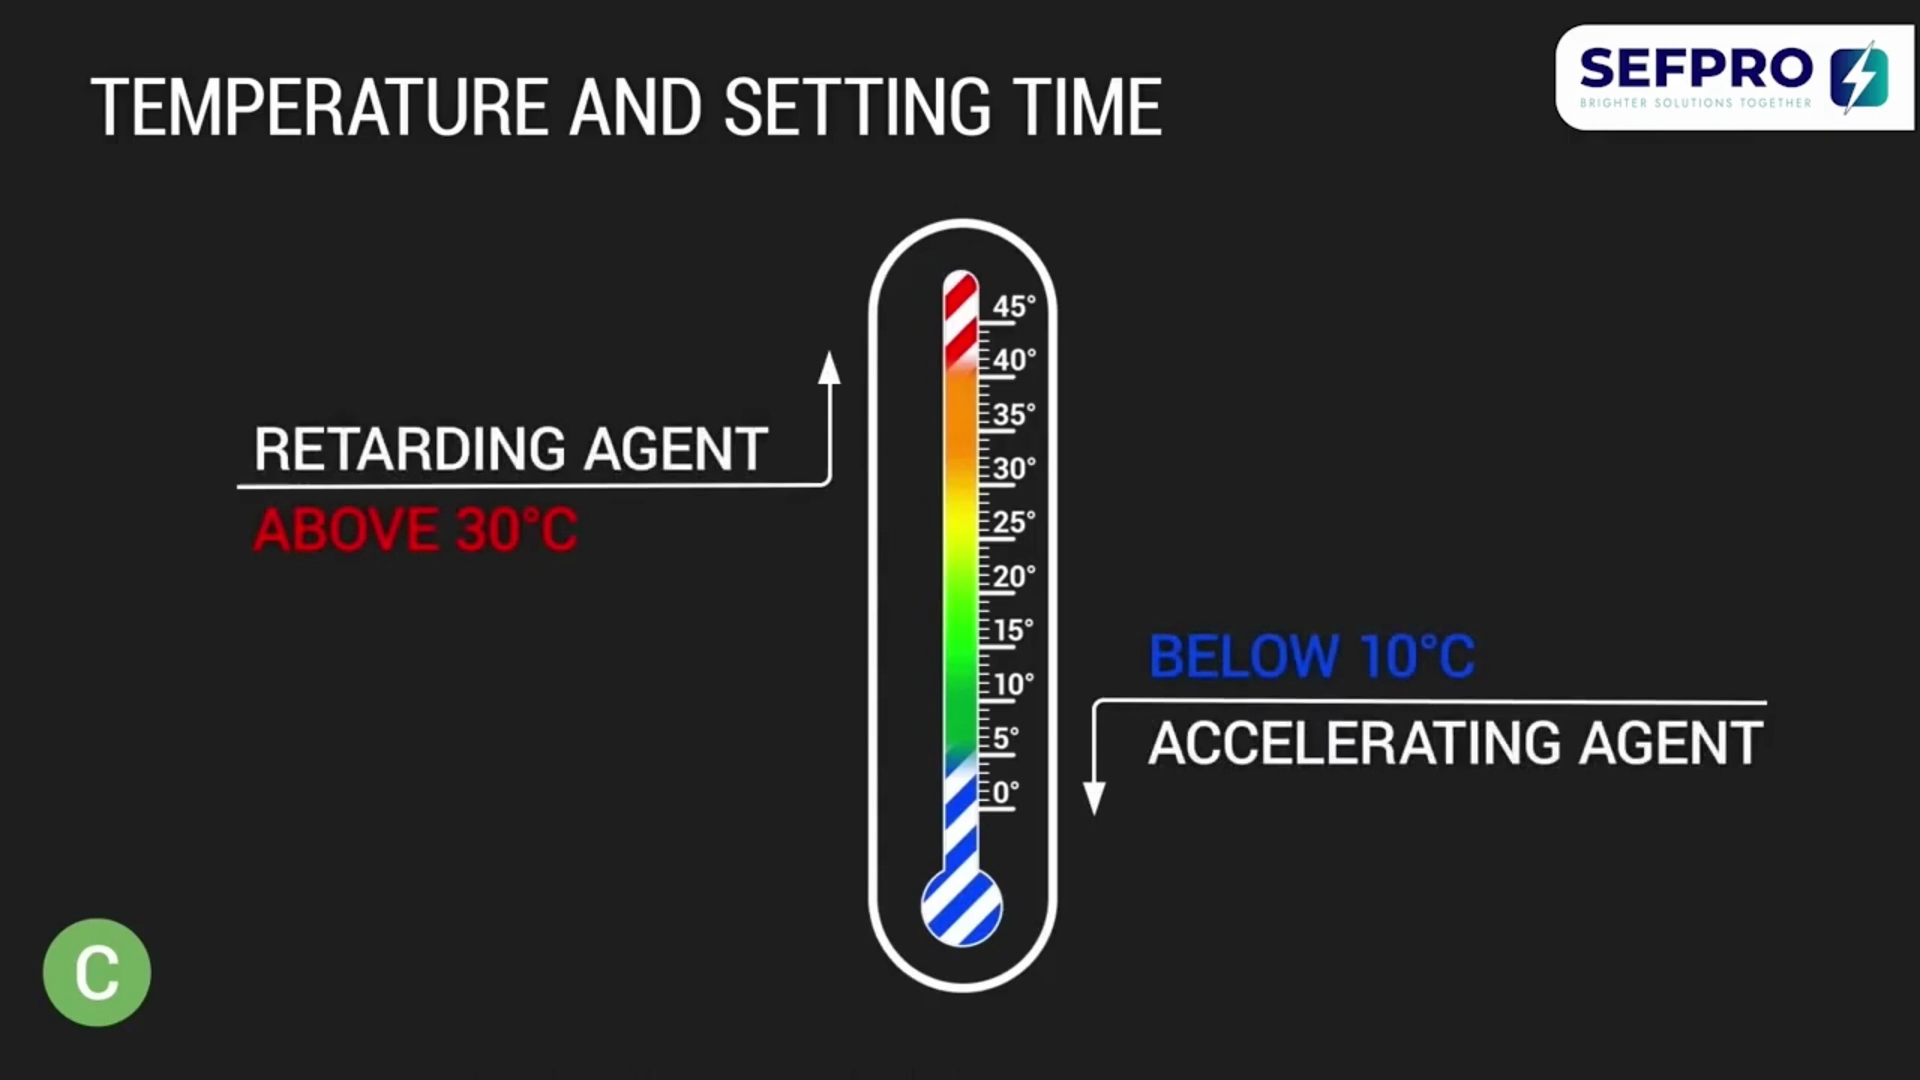 TEMPERATURE AND SETTING TIME
SEFPRO
BRIGHTER SOLUTIONS TOGETHER
45°
40°
35°
30°
25°
20°
15°
10°
5°
0°
RETARDING AGENT
ABOVE 30°C
BELOW 10°C
ACCELERATING AGENT
C